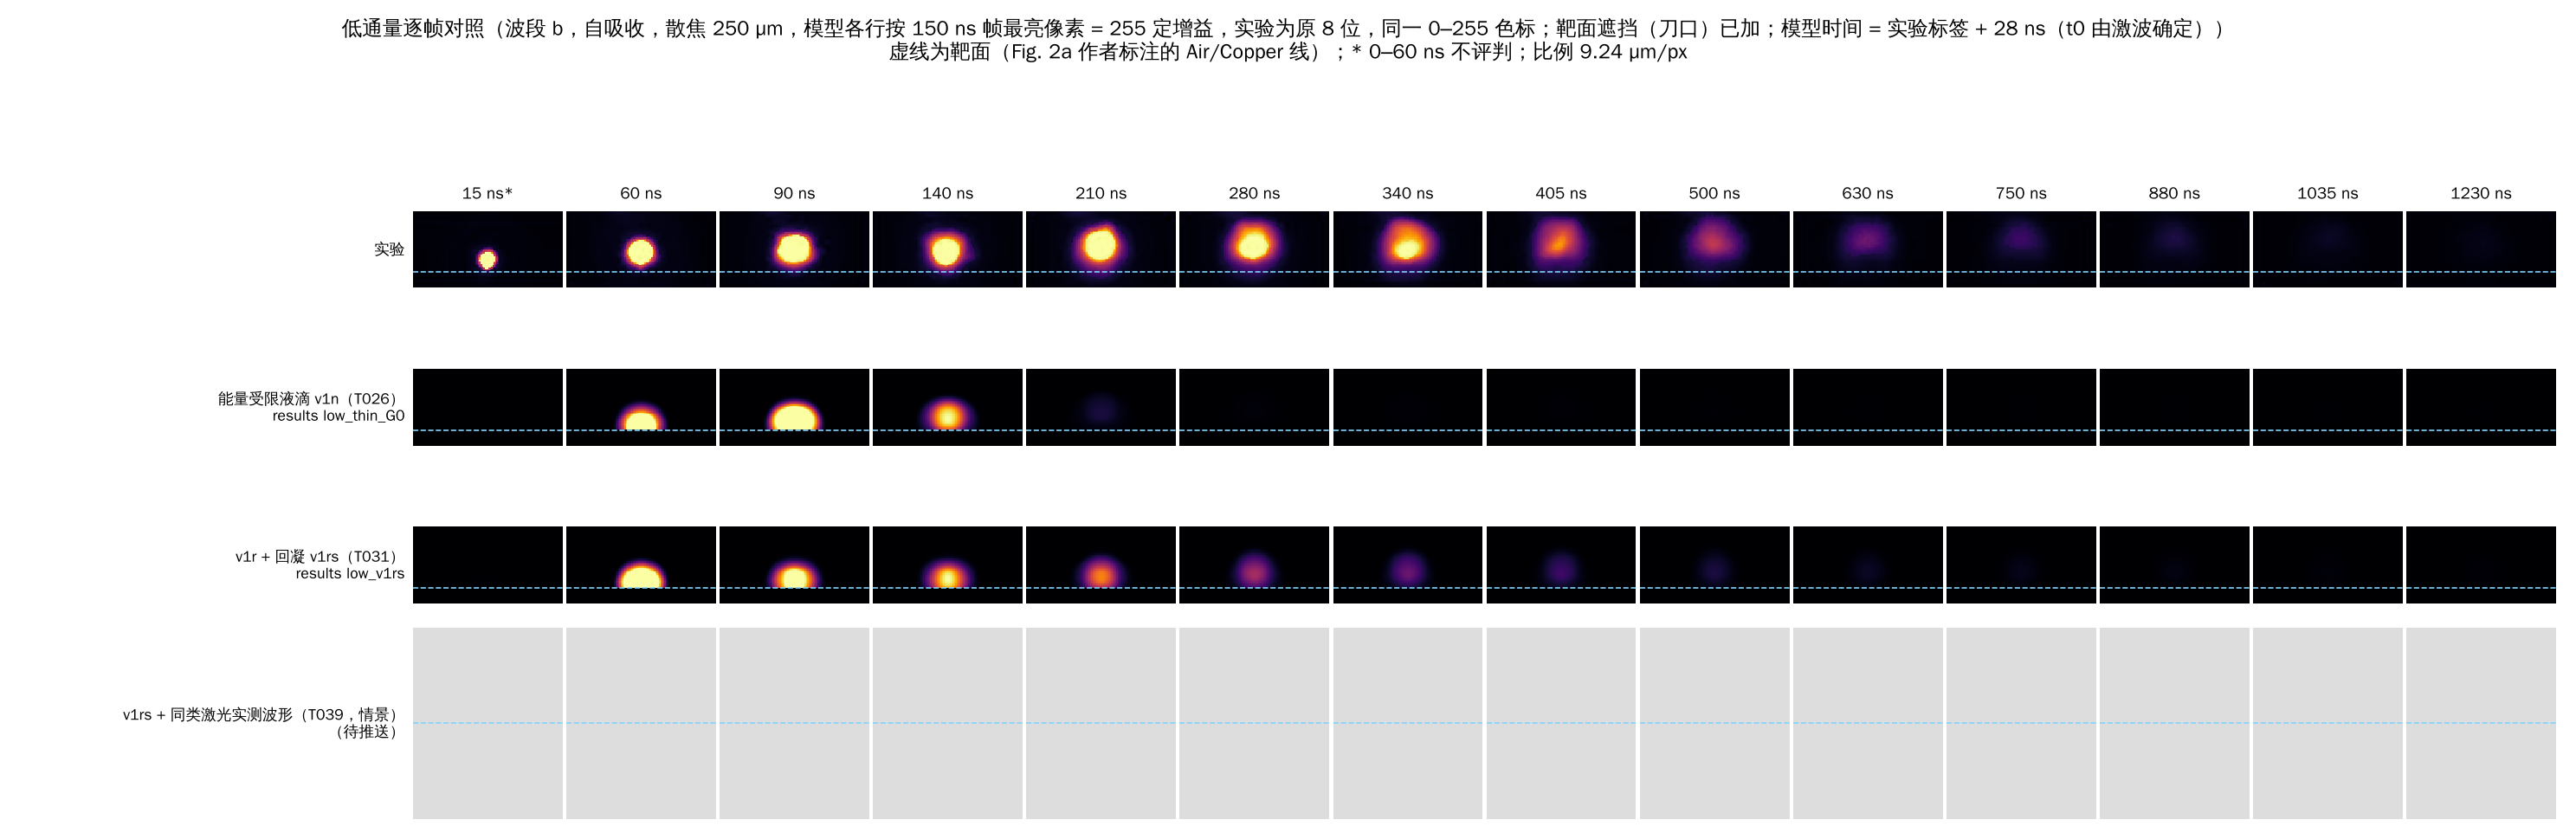 低通量逐帧对照（波段 b，自吸收，散焦 250 μm，模型各行按 150 ns 帧最亮像素 = 255 定增益，实验为原 8 位，同一 0–255 色标；靶面遮挡（刀口）已加；模型时间 = 实验标签 + 28 ns（t0 由激波确定））
虚线为靶面（Fig. 2a 作者标注的 Air/Copper 线）；* 0–60 ns 不评判；比例 9.24 μm/px
15 ns* 60 ns 90 ns 140 ns 210 ns 280 ns 340 ns 405 ns 500 ns 630 ns 750 ns 880 ns 1035 ns 1230 ns
实验
能量受限液滴 v1n（T026）
results low_thin_G0
v1r + 回凝 v1rs（T031）
results low_v1rs
v1rs + 同类激光实测波形（T039，情景）
（待推送）